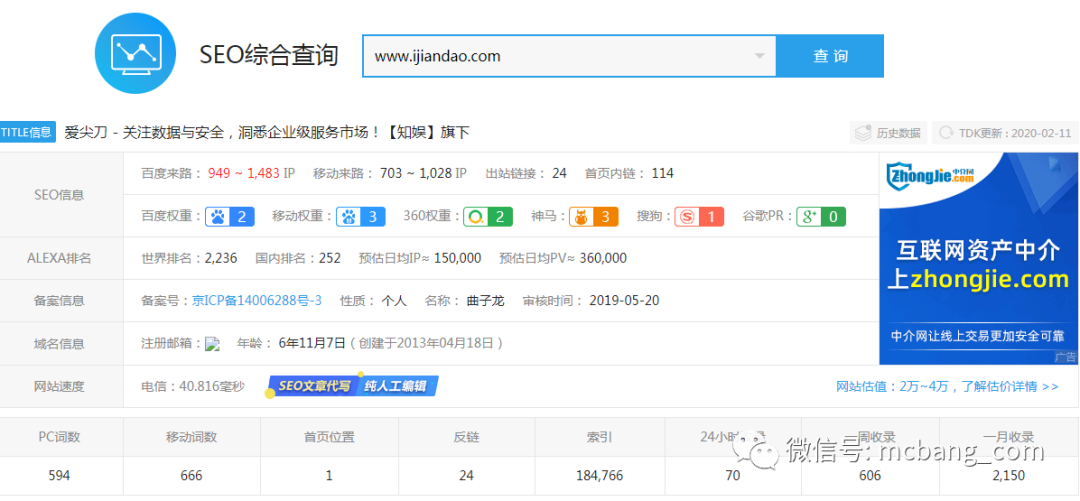 SEO综合查询 www.ijiandao.com 查 询
TITLE信息 爱尖刀 - 关注数据与安全，洞悉企业级服务市场！【知娱】旗下 历史数据 TDK更新：2020-02-11
SEO信息
百度来路： 949 ~ 1,483 IP 移动来路： 703 ~ 1,028 IP 出站链接： 24 首页内链： 114
百度权重： 2 移动权重： 3 360权重： 2 神马： 3 搜狗： 1 谷歌PR： g+ 0
ALEXA排名 世界排名：2,236 国内排名：252 预估日均IP≈ 150,000 预估日均PV≈ 360,000
备案信息 备案号：京ICP备14006288号-3 性质： 个人 名称： 曲子龙 审核时间： 2019-05-20
域名信息 注册邮箱： 年龄： 6年11月7日（创建于2013年04月18日）
网站速度 电信：40.816毫秒 SEO文章代写 纯人工编辑 网站估值：2万~4万，了解估价详情 >>
ZhongJie.com 中介网
互联网资产中介
上zhongjie.com
中介网让线上交易更加安全可靠
广告
PC词数 移动词数 首页位置 反链 索引 24小时 一周收录 一月收录
594 666 1 24 184,766 70 606 2,150
微信号: mcbang_com